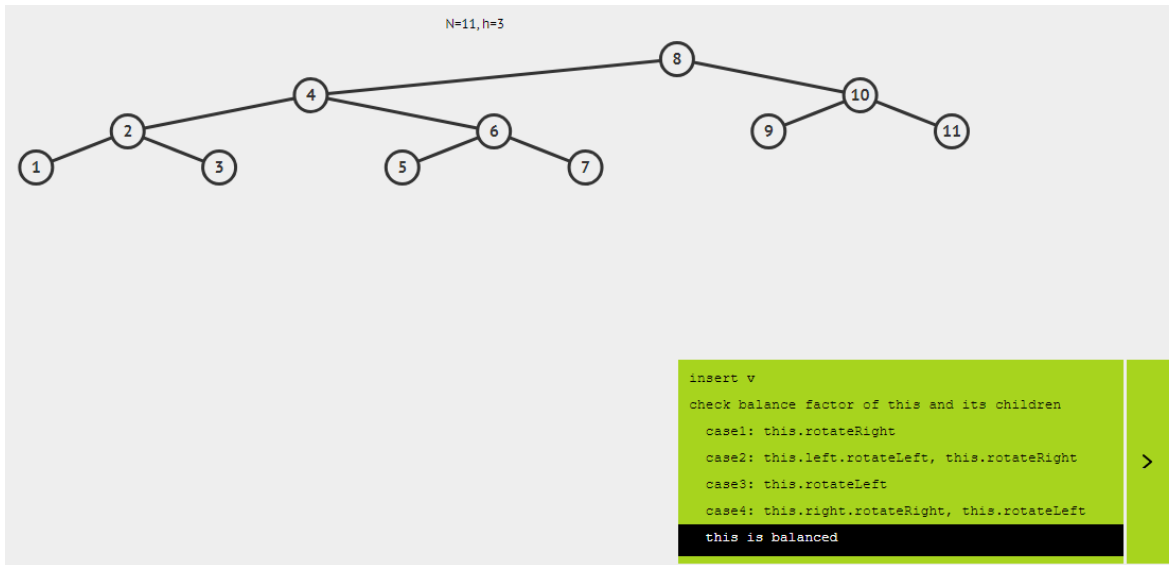 N=11, h=3
8
4
10
2
6
9
11
1
3
5
7
insert v
check balance factor of this and its children
case1: this.rotateRight
case2: this.left.rotateLeft, this.rotateRight
case3: this.rotateLeft
case4: this.right.rotateRight, this.rotateLeft
this is balanced
>